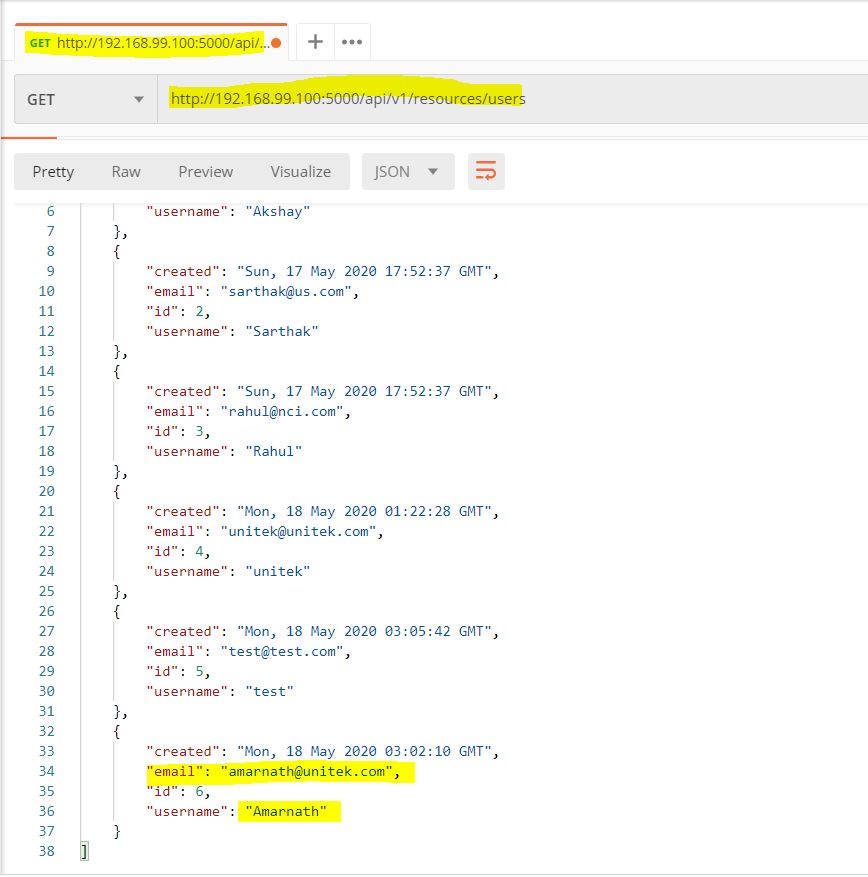 GET http://192.168.99.100:5000/api/... + •••
GET http://192.168.99.100:5000/api/v1/resources/users
Pretty Raw Preview Visualize JSON
6 "username": "Akshay"
7 },
8 {
9 "created": "Sun, 17 May 2020 17:52:37 GMT",
10 "email": "sarthak@us.com",
11 "id": 2,
12 "username": "Sarthak"
13 },
14 {
15 "created": "Sun, 17 May 2020 17:52:37 GMT",
16 "email": "rahul@nci.com",
17 "id": 3,
18 "username": "Rahul"
19 },
20 {
21 "created": "Mon, 18 May 2020 01:22:28 GMT",
22 "email": "unitek@unitek.com",
23 "id": 4,
24 "username": "unitek"
25 },
26 {
27 "created": "Mon, 18 May 2020 03:05:42 GMT",
28 "email": "test@test.com",
29 "id": 5,
30 "username": "test"
31 },
32 {
33 "created": "Mon, 18 May 2020 03:02:10 GMT",
34 "email": "amarnath@unitek.com",
35 "id": 6,
36 "username": "Amarnath"
37 }
38 ]